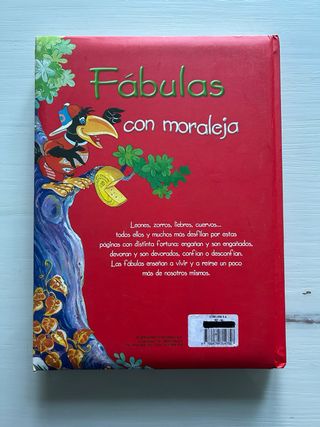 Fábulas
con moraleja
Leones, zorros, liebres, cuervos...
todos ellos y muchos más desfilan por estas
páginas con distinta fortuna: engañan y son engañados,
devoran y son devorados, confían o desconfían.
Las fábulas enseñan a vivir y a reírse un poco
más de nosotros mismos.